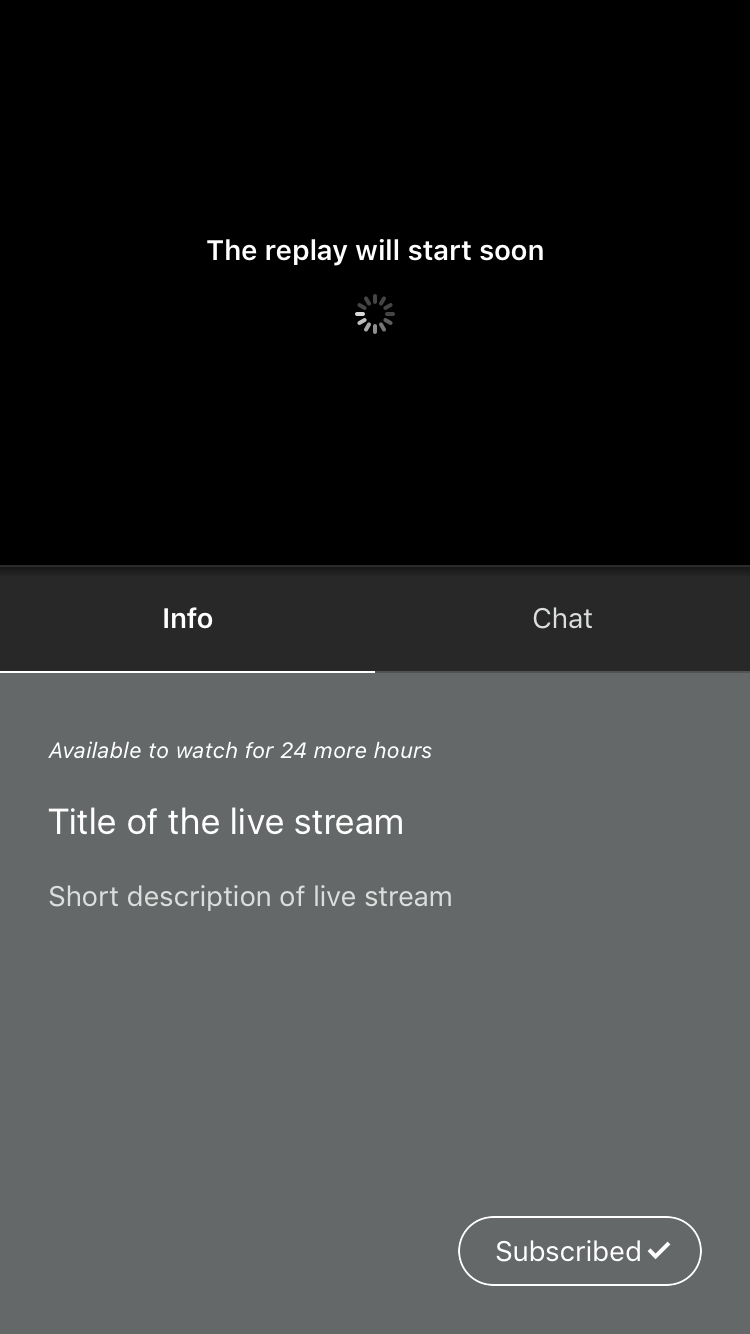 The replay will start soon
Info
Chat
Available to watch for 24 more hours
Title of the live stream
Short description of live stream
Subscribed